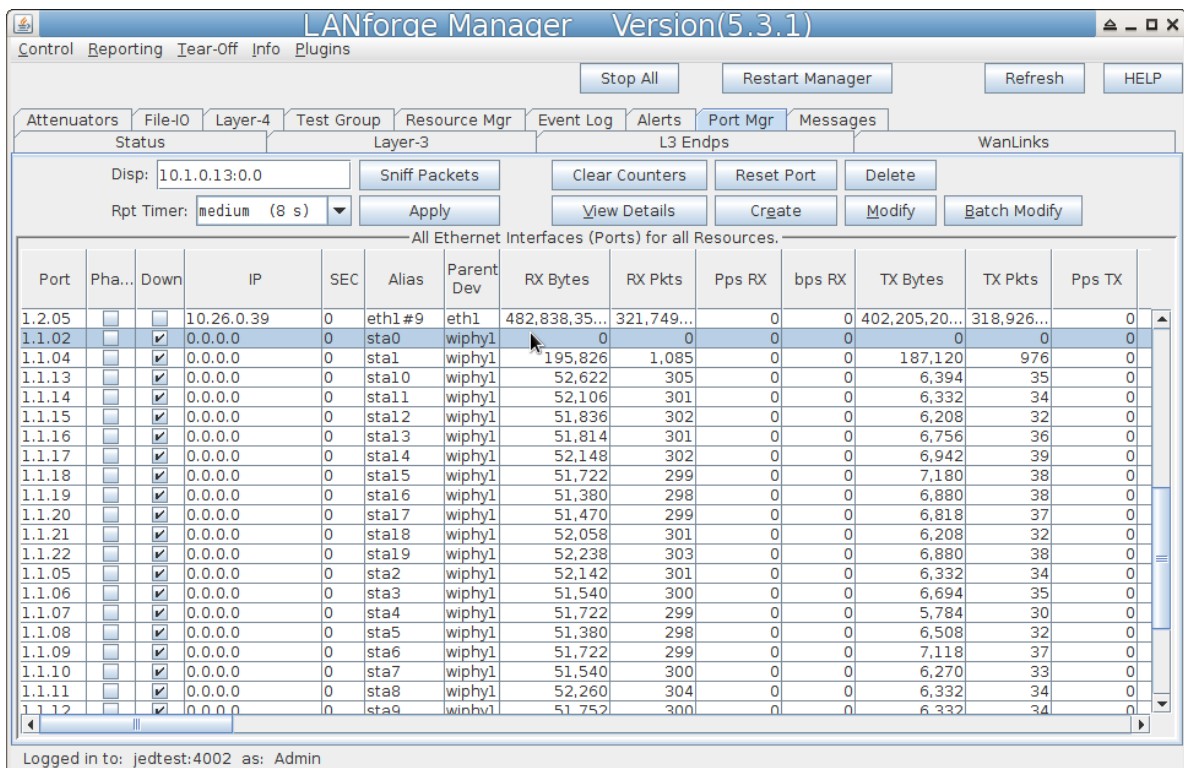 LANforge Manager Version(5.3.1)
Control Reporting Tear-Off Info Plugins
Stop All Restart Manager Refresh HELP
Attenuators File-IO Layer-4 Test Group Resource Mgr Event Log Alerts Port Mgr Messages
Status Layer-3 L3 Endps WanLinks
Disp: 10.1.0.13:0.0 Sniff Packets Clear Counters Reset Port Delete
Rpt Timer: medium (8 s) Apply View Details Create Modify Batch Modify
All Ethernet Interfaces (Ports) for all Resources.
Port Pha... Down IP SEC Alias Parent Dev RX Bytes RX Pkts Pps RX bps RX TX Bytes TX Pkts Pps TX
1.2.05 10.26.0.39 0 eth1#9 eth1 482,838,35... 321,749... 0 0 402,205,20... 318,926... 0
1.1.02 0.0.0.0 0 sta0 wiphy1 0 0 0 0 0 0 0
1.1.04 0.0.0.0 0 sta1 wiphy1 195,826 1,085 0 0 187,120 976 0
1.1.13 0.0.0.0 0 sta10 wiphy1 52,622 305 0 0 6,394 35 0
1.1.14 0.0.0.0 0 sta11 wiphy1 52,106 301 0 0 6,332 34 0
1.1.15 0.0.0.0 0 sta12 wiphy1 51,836 302 0 0 6,208 32 0
1.1.16 0.0.0.0 0 sta13 wiphy1 51,814 301 0 0 6,756 36 0
1.1.17 0.0.0.0 0 sta14 wiphy1 52,148 302 0 0 6,942 39 0
1.1.18 0.0.0.0 0 sta15 wiphy1 51,722 299 0 0 7,180 38 0
1.1.19 0.0.0.0 0 sta16 wiphy1 51,380 298 0 0 6,880 38 0
1.1.20 0.0.0.0 0 sta17 wiphy1 51,470 299 0 0 6,818 37 0
1.1.21 0.0.0.0 0 sta18 wiphy1 52,058 301 0 0 6,208 32 0
1.1.22 0.0.0.0 0 sta19 wiphy1 52,238 303 0 0 6,880 38 0
1.1.05 0.0.0.0 0 sta2 wiphy1 52,142 301 0 0 6,332 34 0
1.1.06 0.0.0.0 0 sta3 wiphy1 51,540 300 0 0 6,694 35 0
1.1.07 0.0.0.0 0 sta4 wiphy1 51,722 299 0 0 5,784 30 0
1.1.08 0.0.0.0 0 sta5 wiphy1 51,380 298 0 0 6,508 32 0
1.1.09 0.0.0.0 0 sta6 wiphy1 51,722 299 0 0 7,118 37 0
1.1.10 0.0.0.0 0 sta7 wiphy1 51,540 300 0 0 6,270 33 0
1.1.11 0.0.0.0 0 sta8 wiphy1 52,260 304 0 0 6,332 34 0
1.1.12 0.0.0.0 0 sta9 wiphy1 51,752 300 0 0 6,332 34 0
Logged in to: jedtest:4002 as: Admin